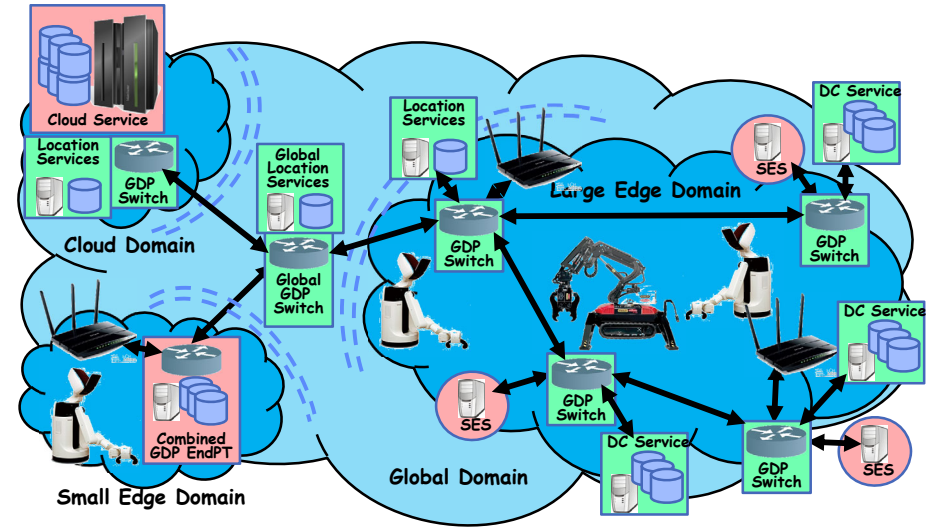 Cloud Service
Location
Services
GDP
Switch
Cloud Domain
Global
Location
Services
Global
GDP
Switch
Location
Services
GDP
Switch
Large Edge Domain
SES
DC Service
GDP
Switch
DC Service
GDP
Switch
SES
DC Service
GDP
Switch
SES
Combined
GDP EndPT
Small Edge Domain
Global Domain